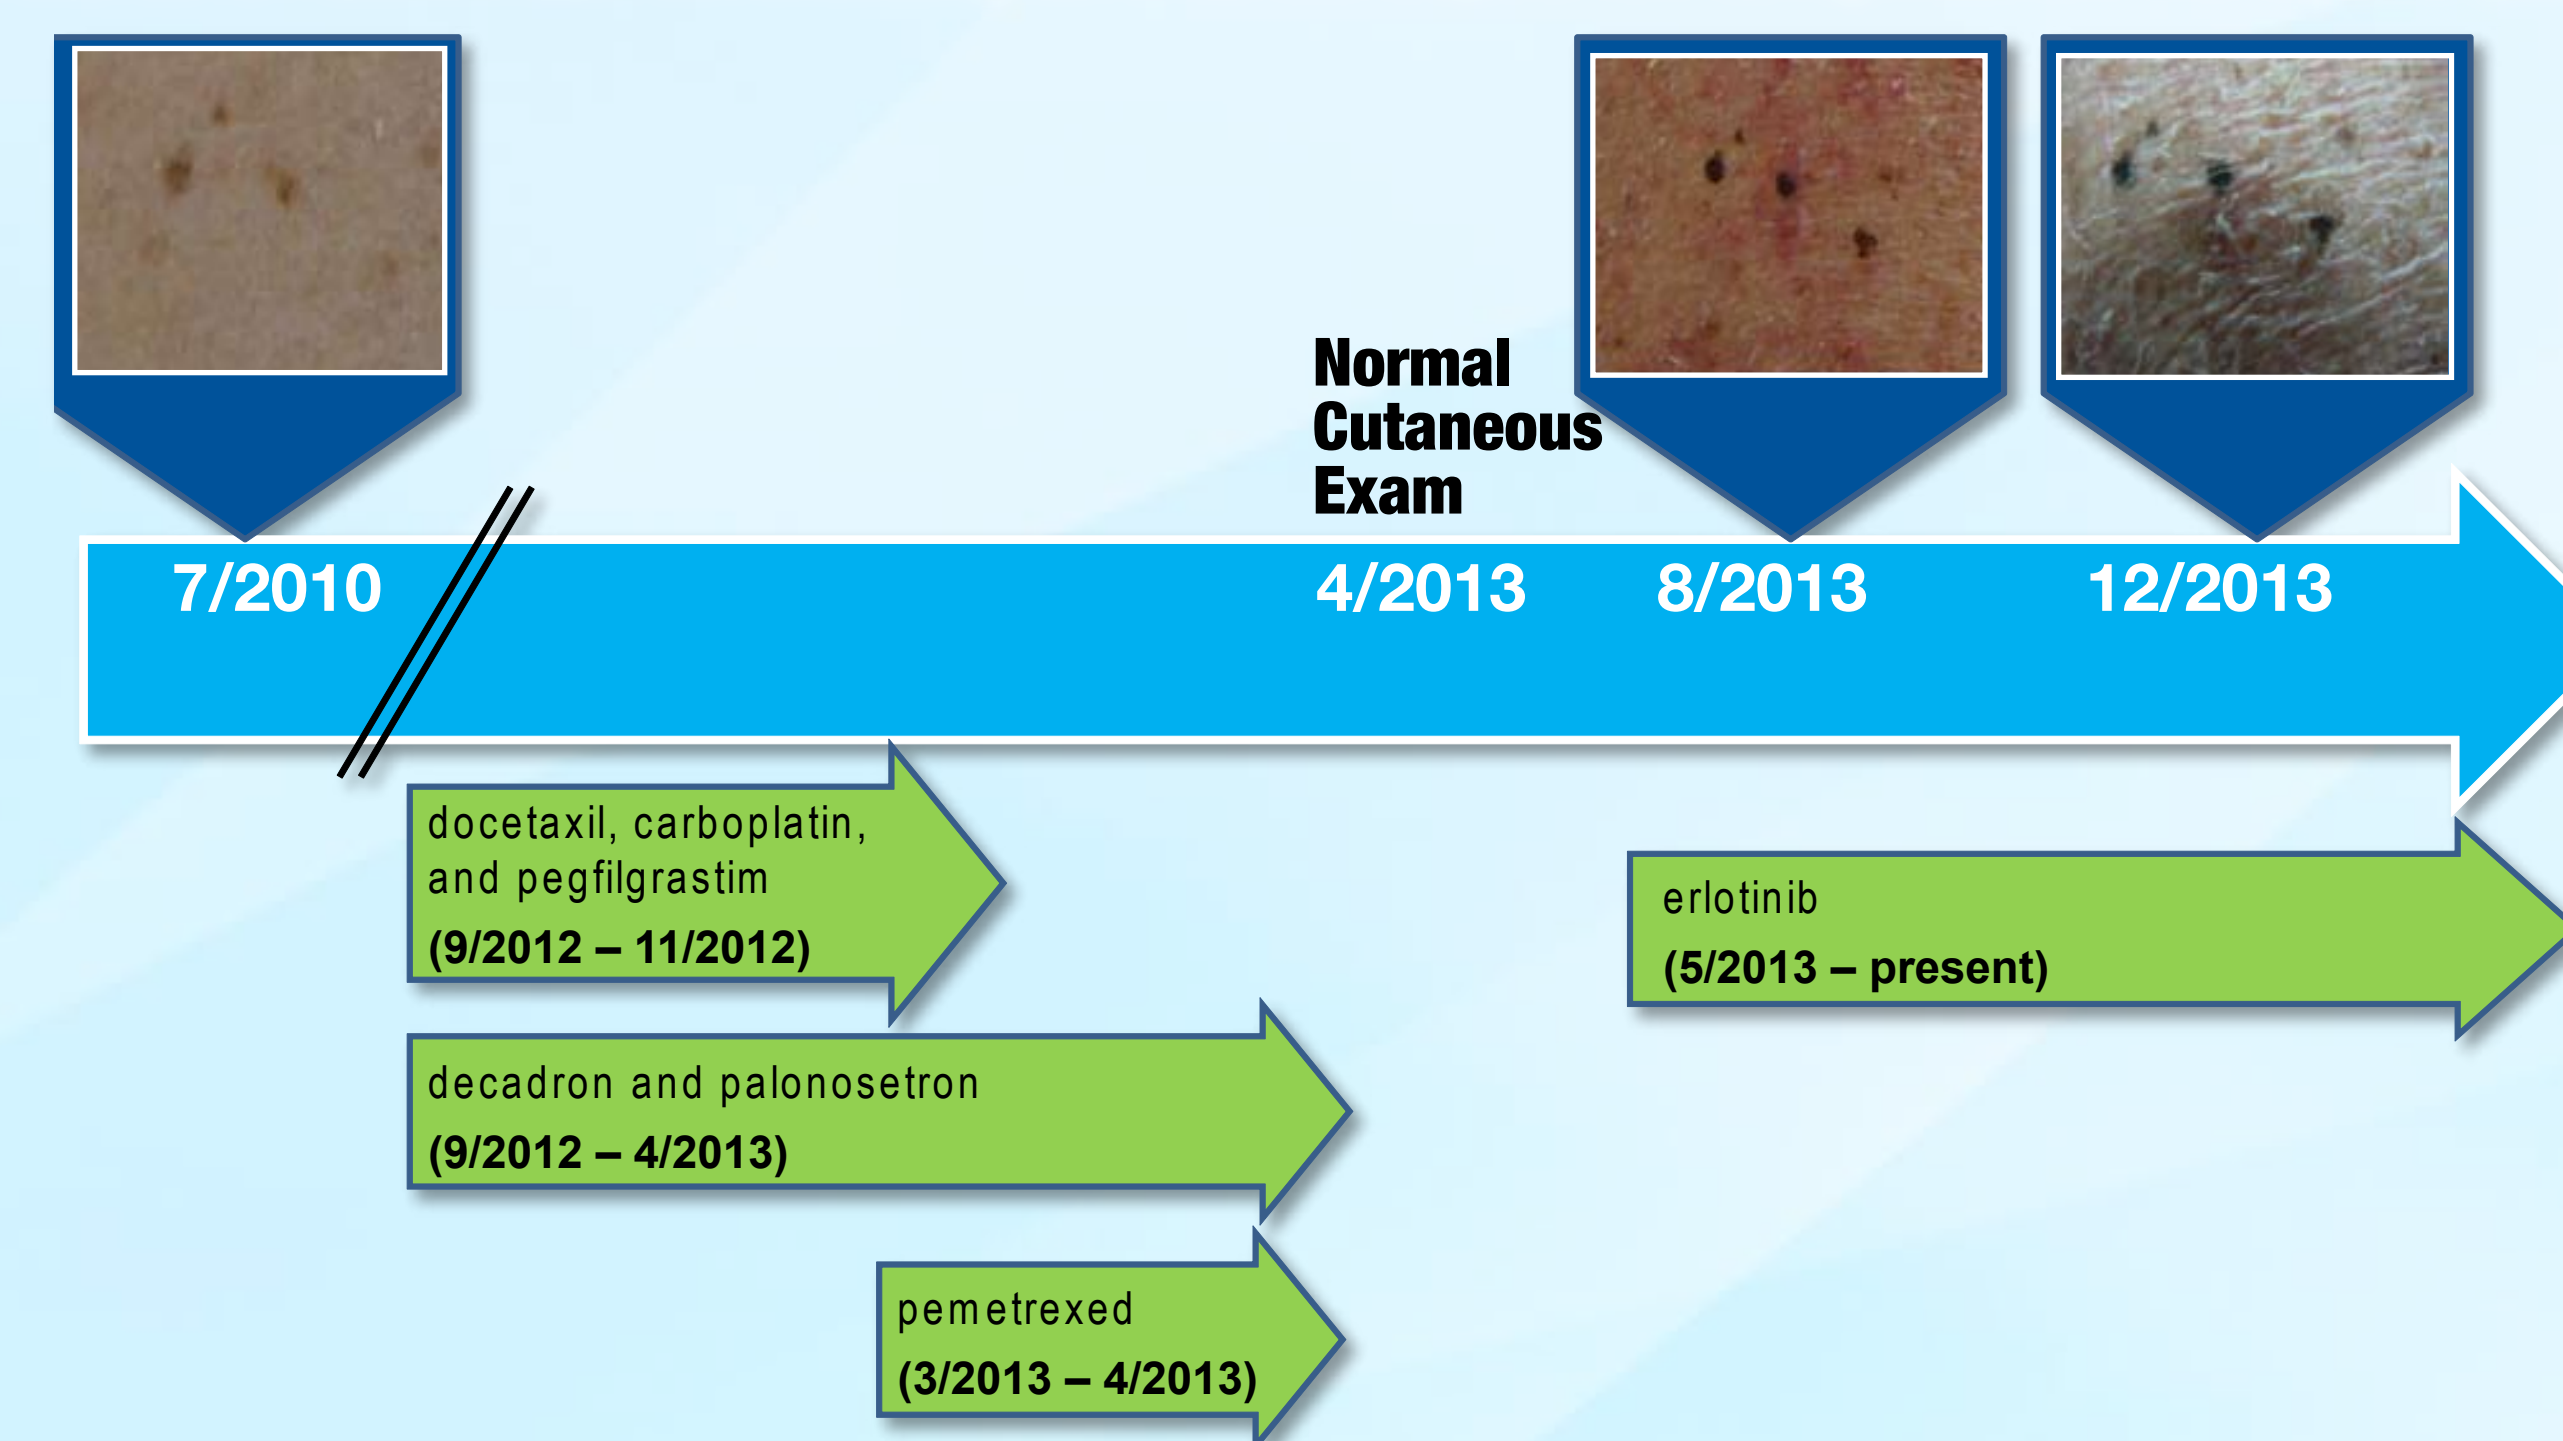 Normal
Cutaneous
Exam
7/2010
4/2013
8/2013
12/2013
docetaxil, carboplatin,
and pegfilgrastim
(9/2012 – 11/2012)
erlotinib
(5/2013 – present)
decadron and palonosetron
(9/2012 – 4/2013)
pemetrexed
(3/2013 – 4/2013)